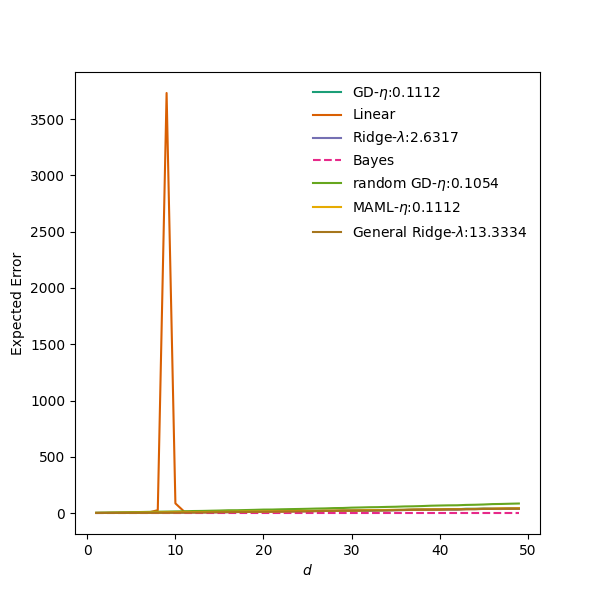 GD-η:0.1112
Linear
Ridge-λ:2.6317
Bayes
random GD-η:0.1054
MAML-η:0.1112
General Ridge-λ:13.3334
Expected Error
3500
3000
2500
2000
1500
1000
500
0
0 10 20 30 40 50
d